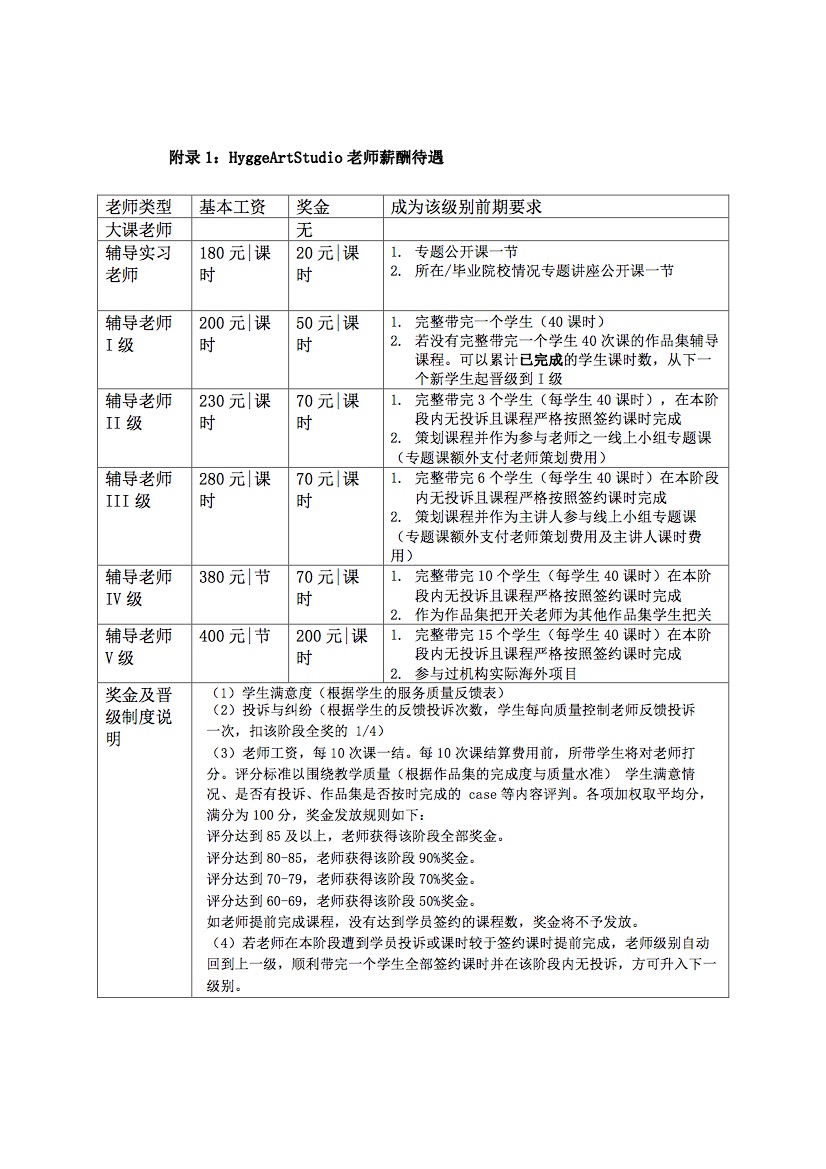 附录 1：HyggeArtStudio 老师薪酬待遇
老师类型 基本工资 奖金 成为该级别前期要求
大课老师 无
辅导实习老师 180 元|课时 20 元|课时
1. 专题公开课一节
2. 所在/毕业院校情况专题讲座公开课一节
辅导老师 I 级 200 元|课时 50 元|课时
1. 完整带完一个学生（40 课时）
2. 若没有完整带完一个学生 40 次课的作品集辅导
课程。可以累计已完成的学生课时数，从下一
个新学生起晋级到 I 级
辅导老师 II 级 230 元|课时 70 元|课时
1. 完整带完 3 个学生（每学生 40 课时），在本阶
段内无投诉且课程严格按照签约课时完成
2. 策划课程并作为参与老师之一线上小组专题课
（专题课额外支付老师策划费用）
辅导老师 III 级 280 元|课时 70 元|课时
1. 完整带完 6 个学生（每学生 40 课时）在本阶段
内无投诉且课程严格按照签约课时完成
2. 策划课程并作为主讲人参与线上小组专题课
（专题课额外支付老师策划费用及主讲人课时费
用）
辅导老师 IV 级 380 元|节 70 元|课时
1. 完整带完 10 个学生（每学生 40 课时）在本阶
段内无投诉且课程严格按照签约课时完成
2. 作为作品集把开关老师为其他作品集学生把关
辅导老师 V 级 400 元|节 200 元|课时
1. 完整带完 15 个学生（每学生 40 课时）在本阶
段内无投诉且课程严格按照签约课时完成
2. 参与过机构实际海外项目
奖金及晋级制度说明
（1）学生满意度（根据学生的服务质量反馈表）
（2）投诉与纠纷（根据学生的反馈投诉次数，学生每向质量控制老师反馈投诉
一次，扣该阶段全奖的 1/4）
（3）老师工资，每 10 次课一结。每 10 次课结算费用前，所带学生将对老师打
分。评分标准以围绕教学质量（根据作品集的完成度与质量水准） 学生满意情
况、是否有投诉、作品集是否按时完成的 case 等内容评判。各项加权取平均分，
满分为 100 分，奖金发放规则如下：
评分达到 85 及以上，老师获得该阶段全部奖金。
评分达到 80-85，老师获得该阶段 90%奖金。
评分达到 70-79，老师获得该阶段 70%奖金。
评分达到 60-69，老师获得该阶段 50%奖金。
如老师提前完成课程，没有达到学员签约的课程数，奖金将不予发放。
（4）若老师在本阶段遭到学员投诉或课时较于签约课时提前完成，老师级别自动
回到上一级，顺利带完一个学生全部签约课时并在该阶段内无投诉，方可升入下一
级别。